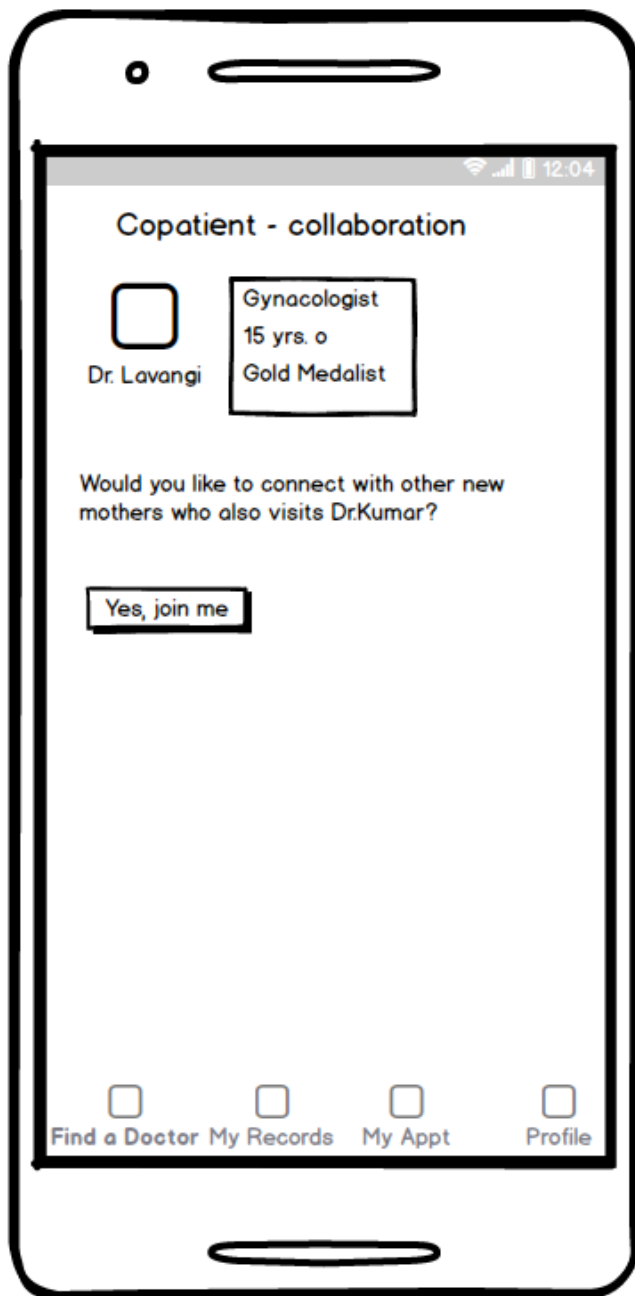 12:04
Copatient - collaboration
Gynacologist
15 yrs. o
Gold Medalist
Dr. Lavangi
Would you like to connect with other new
mothers who also visits Dr.Kumar?
Yes, join me
Find a Doctor My Records My Appt Profile